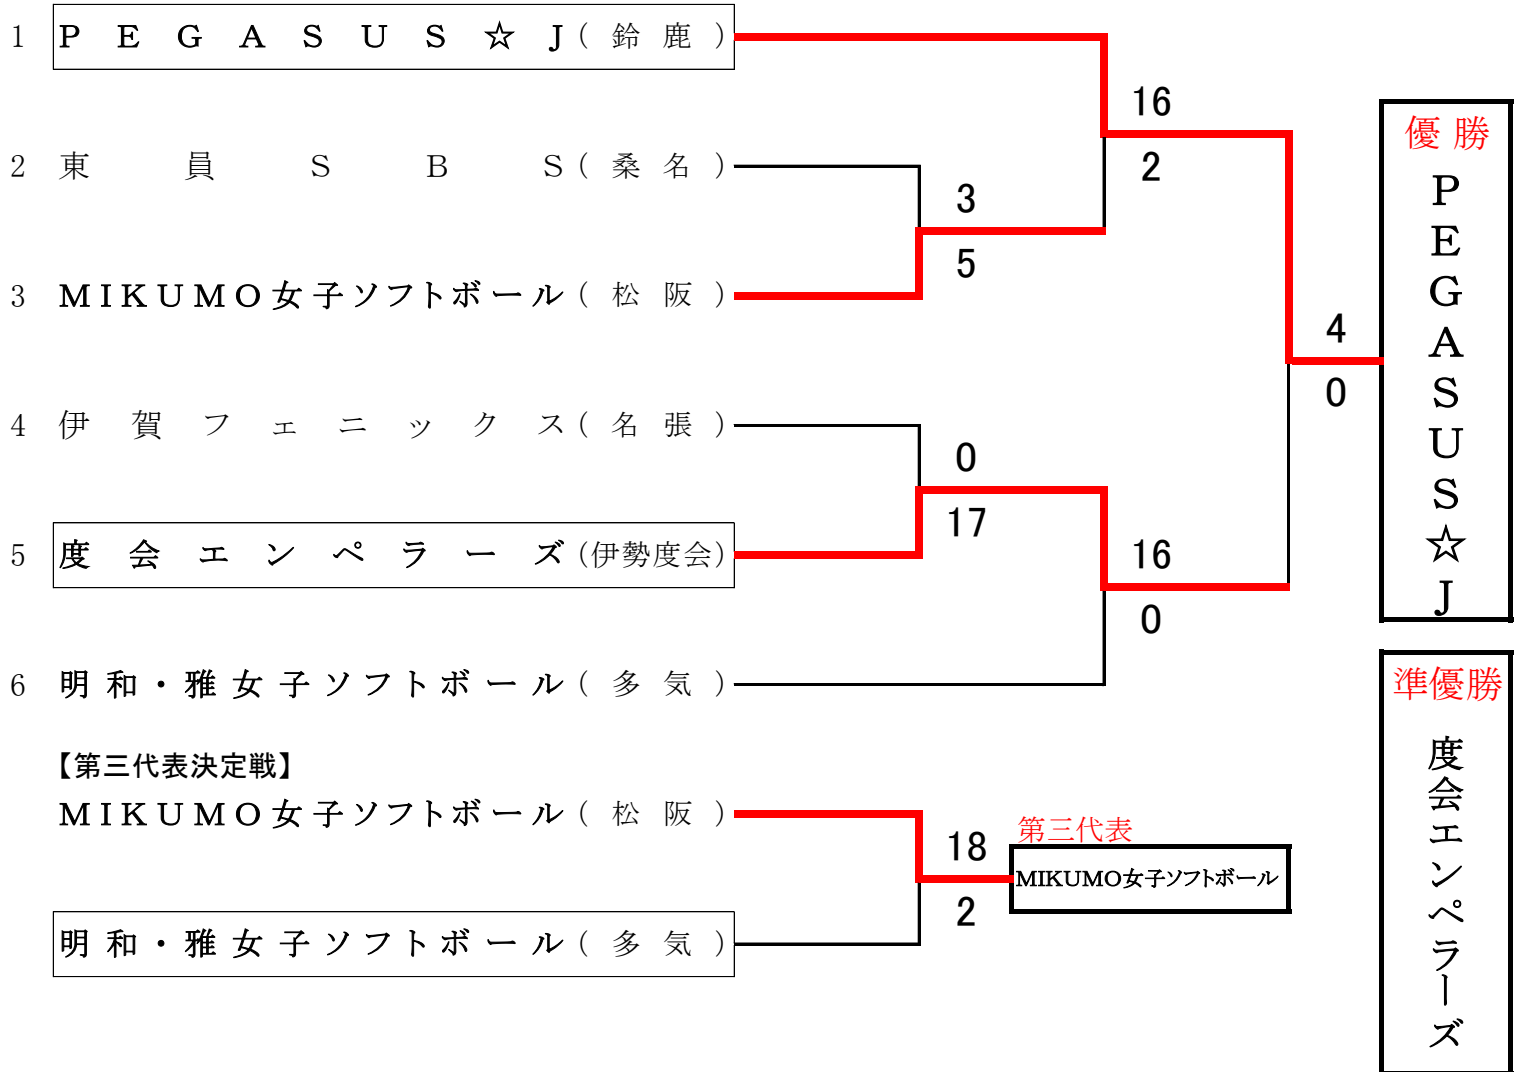 1 PEGASUS☆J(鈴鹿)
16
2
2 東員SBS(桑名)
3
5
3 MIKUMO女子ソフトボール(松阪)
4
0
4 伊賀フェニックス(名張)
0
17
5 度会エンペラーズ(伊勢度会)
16
0
6 明和・雅女子ソフトボール(多気)
優勝
PEGASUS☆J
準優勝
度会エンペラーズ
【第三代表決定戦】
MIKUMO女子ソフトボール(松阪)
18
2
第三代表
MIKUMO女子ソフトボール
明和・雅女子ソフトボール(多気)